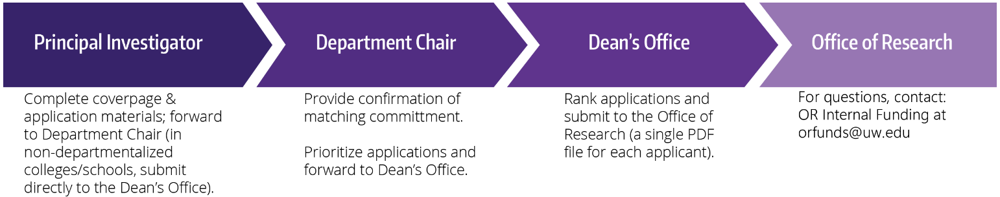 Principal Investigator
Complete coverpage &
application materials; forward
to Department Chair (in
non-departmentalized
colleges/schools, submit
directly to the Dean's Office).
Department Chair
Provide confirmation of
matching committment.
Prioritize applications and
forward to Dean's Office.
Dean's Office
Rank applications and
submit to the Office of
Research (a single PDF
file for each applicant).
Office of Research
For questions, contact:
OR Internal Funding at
orfunds@uw.edu